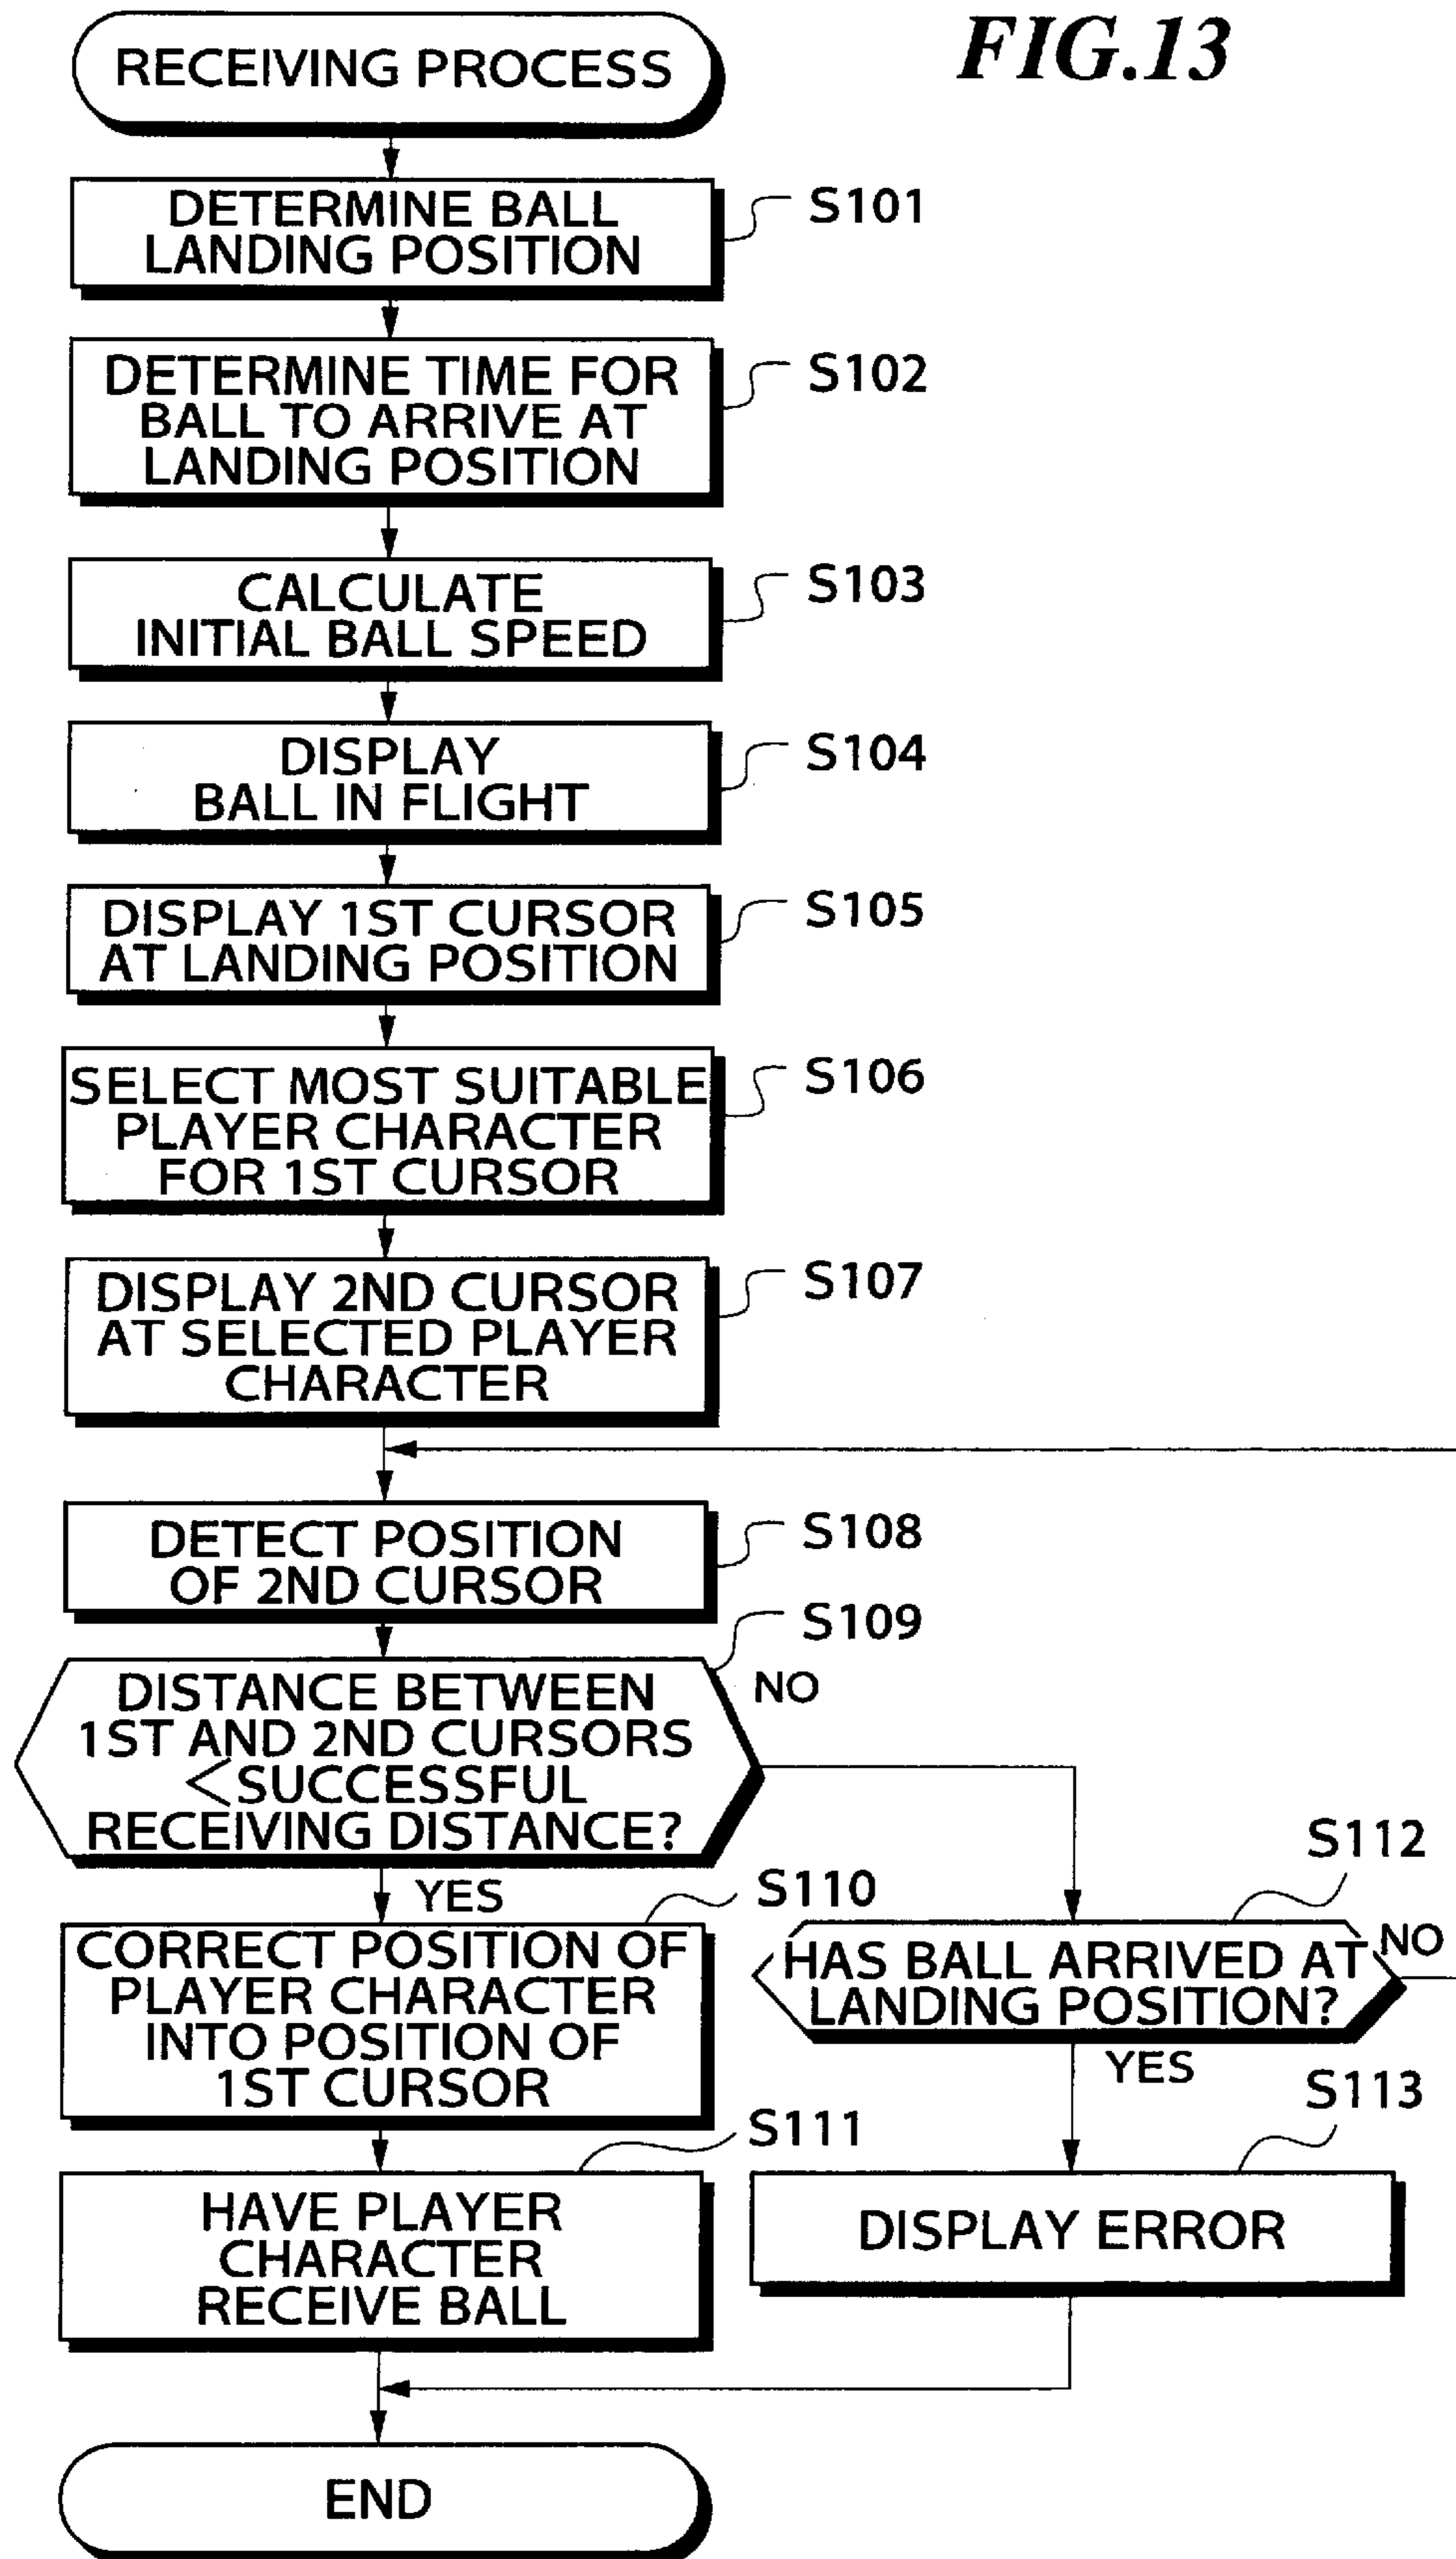 FIG.13
RECEIVING PROCESS
DETERMINE BALL
LANDING POSITION
S101
DETERMINE TIME FOR
BALL TO ARRIVE AT
LANDING POSITION
S102
CALCULATE
INITIAL BALL SPEED
S103
DISPLAY
BALL IN FLIGHT
S104
DISPLAY 1ST CURSOR
AT LANDING POSITION
S105
SELECT MOST SUITABLE
PLAYER CHARACTER
FOR 1ST CURSOR
S106
DISPLAY 2ND CURSOR
AT SELECTED PLAYER
CHARACTER
S107
DETECT POSITION
OF 2ND CURSOR
S108
DISTANCE BETWEEN
1ST AND 2ND CURSORS
<SUCCESSFUL
RECEIVING DISTANCE?
S109
NO
YES
CORRECT POSITION OF
PLAYER CHARACTER
INTO POSITION OF
1ST CURSOR
S110
HAS BALL ARRIVED AT
LANDING POSITION?
S112
NO
YES
HAVE PLAYER
CHARACTER
RECEIVE BALL
S111
DISPLAY ERROR
S113
END